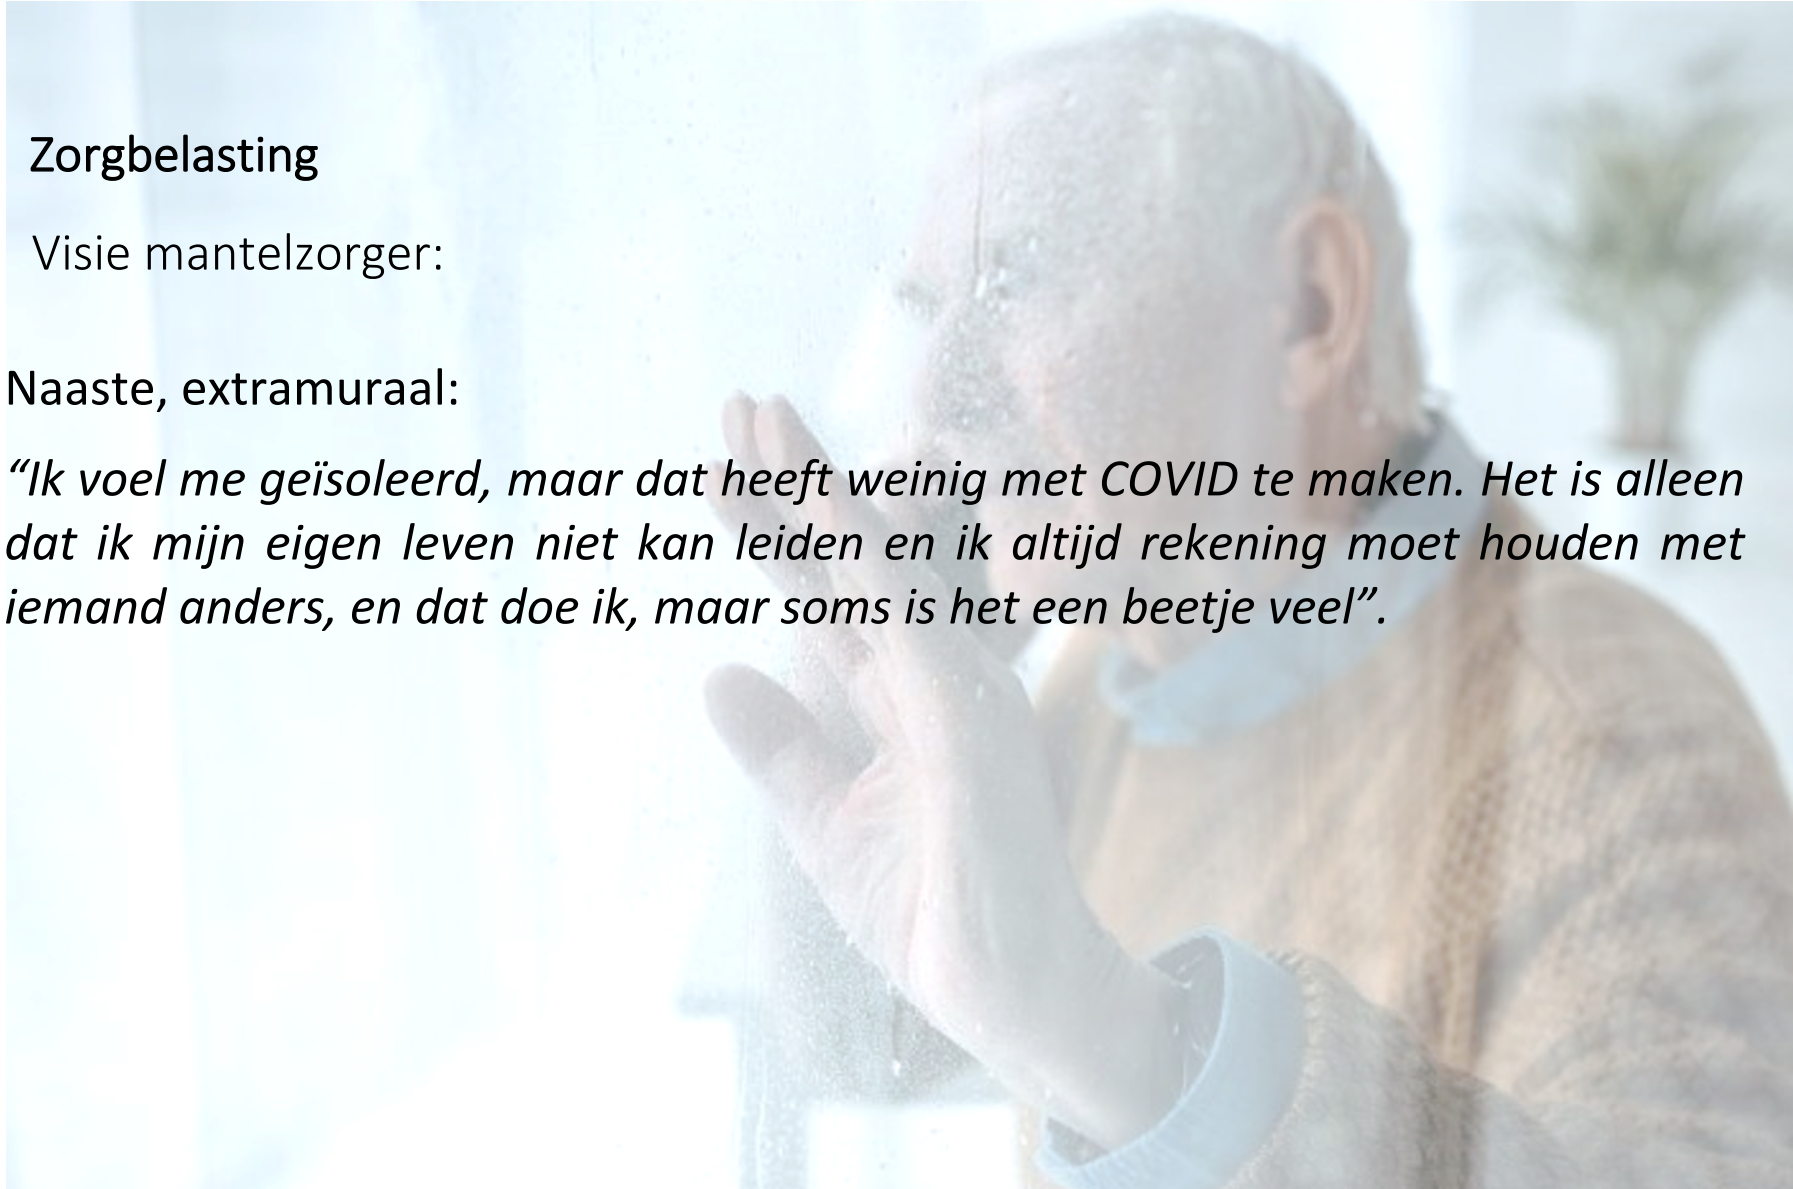 Zorgbelasting
Visie mantelzorger:
Naaste, extramuraal:
“Ik voel me geïsoleerd, maar dat heeft weinig met COVID te maken. Het is alleen
dat ik mijn eigen leven niet kan leiden en ik altijd rekening moet houden met
iemand anders, en dat doe ik, maar soms is het een beetje veel”.